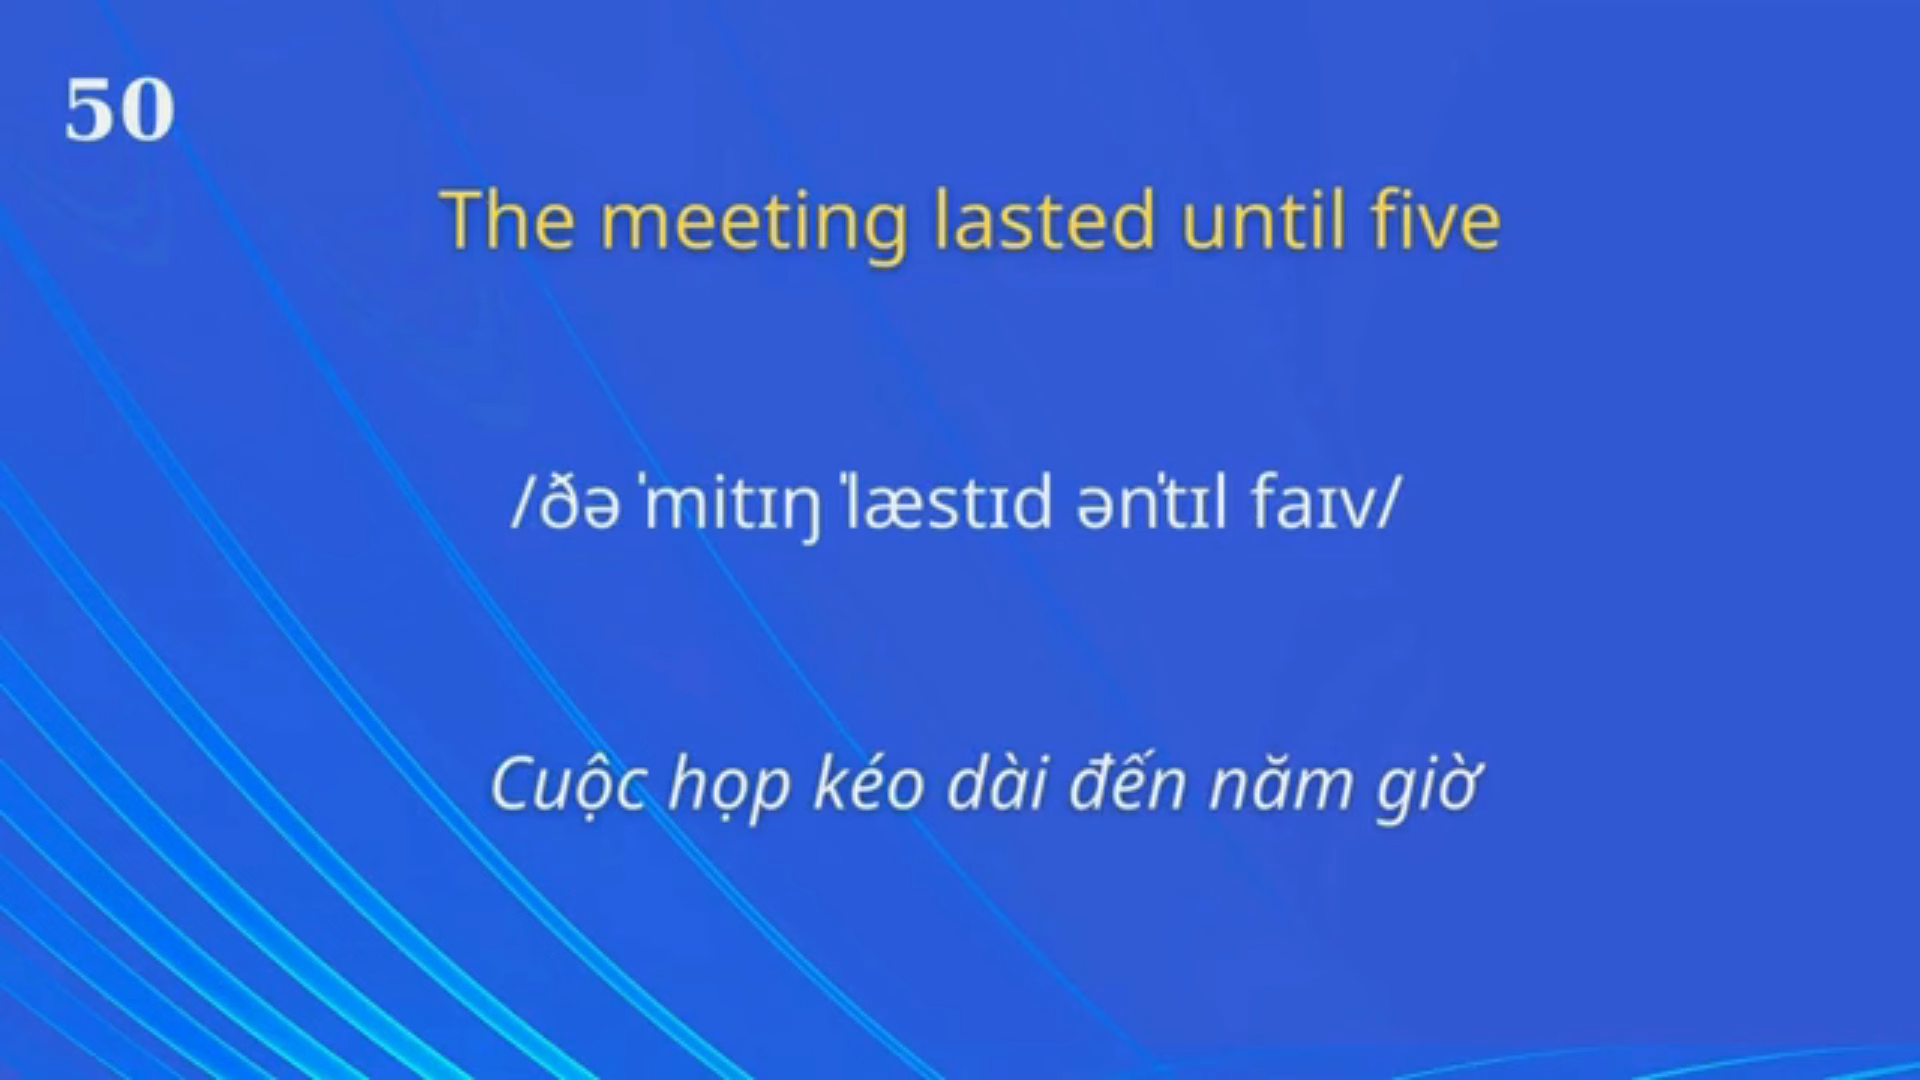 50
The meeting lasted until five
/ðə ˈmitɪŋ ˈlæstɪd ənˈtɪl faɪv/
Cuộc họp kéo dài đến năm giờ